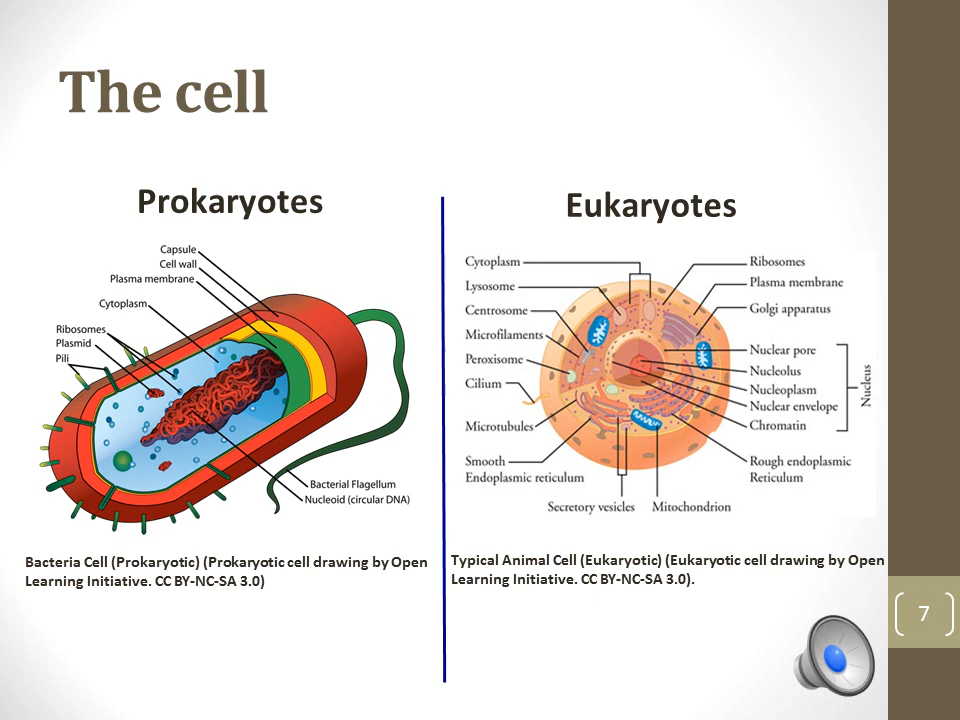 The cell
Prokaryotes
Capsule
Cell wall
Plasma membrane
Cytoplasm
Ribosomes
Plasmid
Pili
Bacterial Flagellum
Nucleoid (circular DNA)
Bacteria Cell (Prokaryotic) (Prokaryotic cell drawing by Open
Learning Initiative. CC BY-NC-SA 3.0)
Eukaryotes
Cytoplasm
Lysosome
Centrosome
Microfilaments
Peroxisome
Cilium
Microtubules
Smooth
Endoplasmic reticulum
Secretory vesicles
Mitochondrion
Ribosomes
Plasma membrane
Golgi apparatus
Nuclear pore
Nucleolus
Nucleoplasm
Nuclear envelope
Chromatin
Nucleus
Rough endoplasmic
Reticulum
Typical Animal Cell (Eukaryotic) (Eukaryotic cell drawing by Open
Learning Initiative. CC BY-NC-SA 3.0).
7